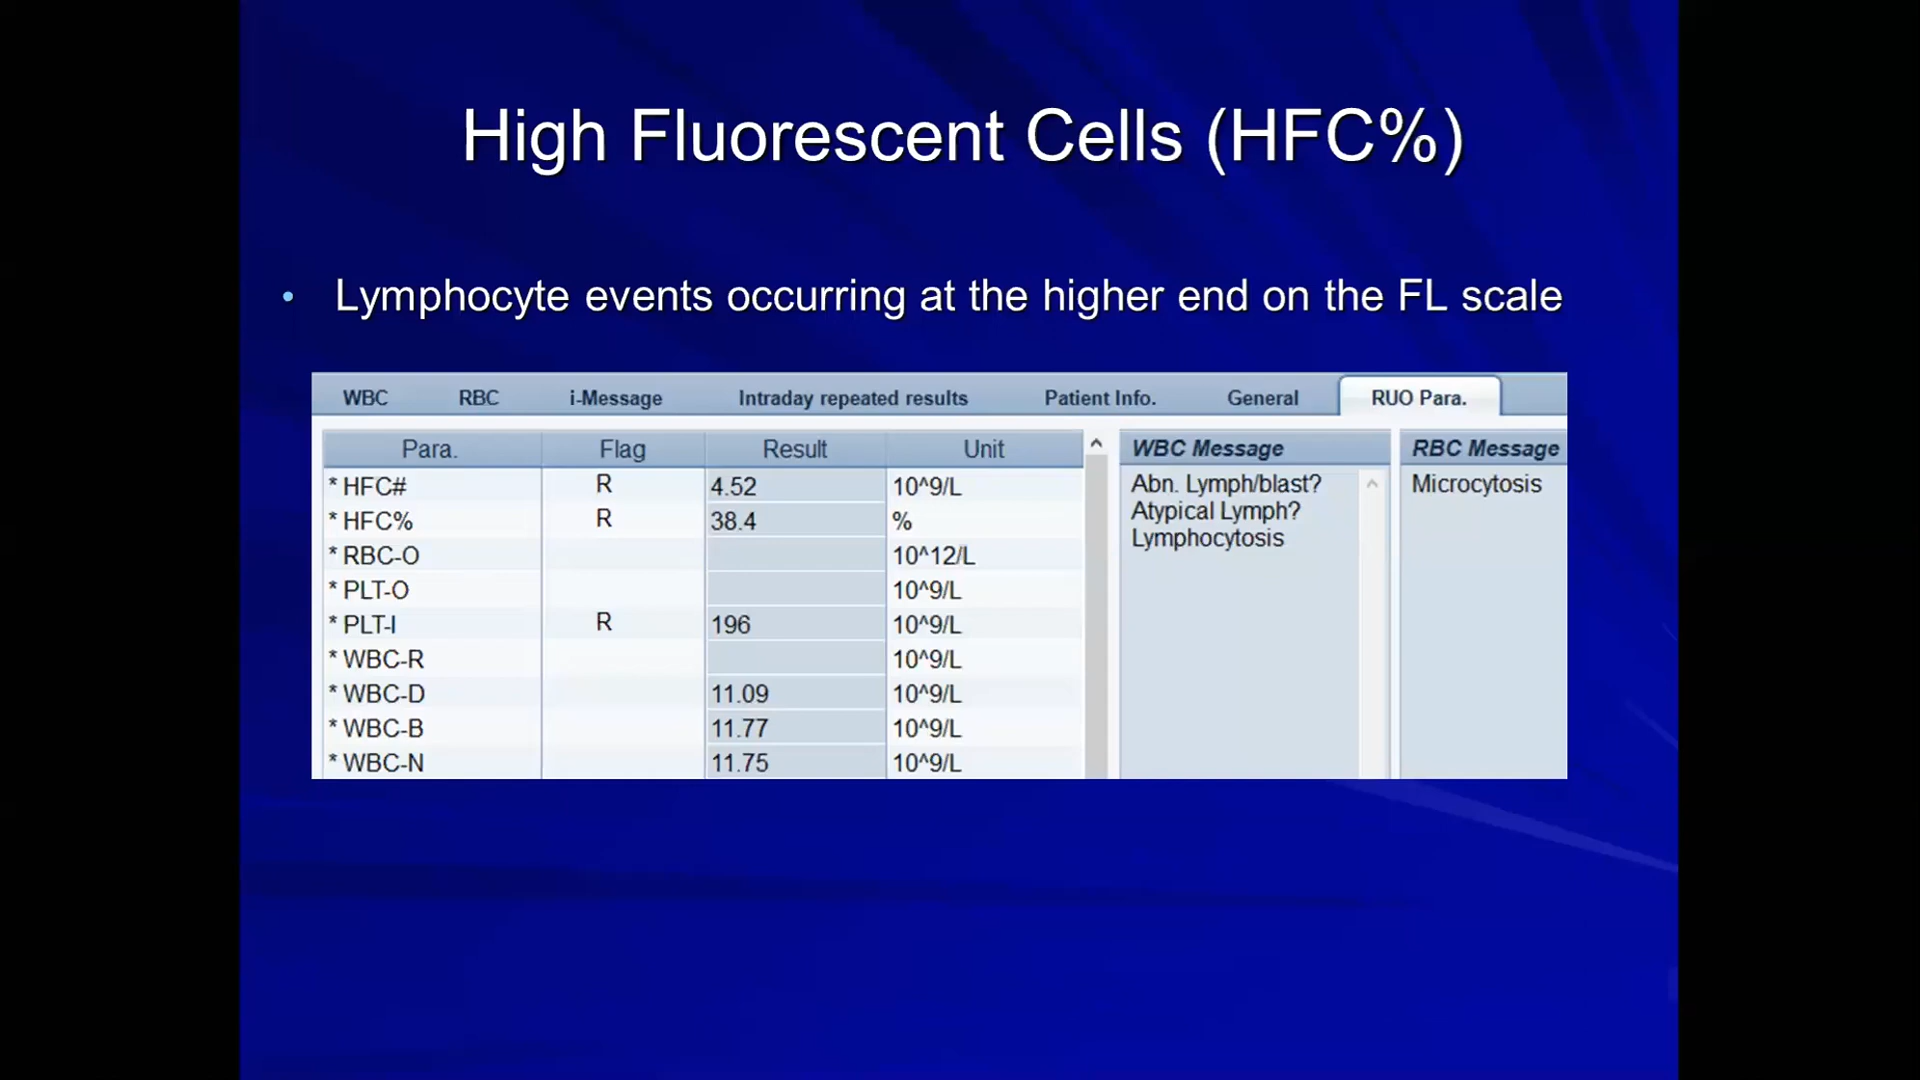 High Fluorescent Cells (HFC%)
• Lymphocyte events occurring at the higher end on the FL scale
WBC RBC i-Message Intraday repeated results Patient Info. General RUO Para.
Para. Flag Result Unit
* HFC# R 4.52 10^9/L
* HFC% R 38.4 %
* RBC-O 10^12/L
* PLT-O 10^9/L
* PLT-I R 196 10^9/L
* WBC-R 10^9/L
* WBC-D 11.09 10^9/L
* WBC-B 11.77 10^9/L
* WBC-N 11.75 10^9/L
WBC Message
Abn. Lymph/blast?
Atypical Lymph?
Lymphocytosis
RBC Message
Microcytosis